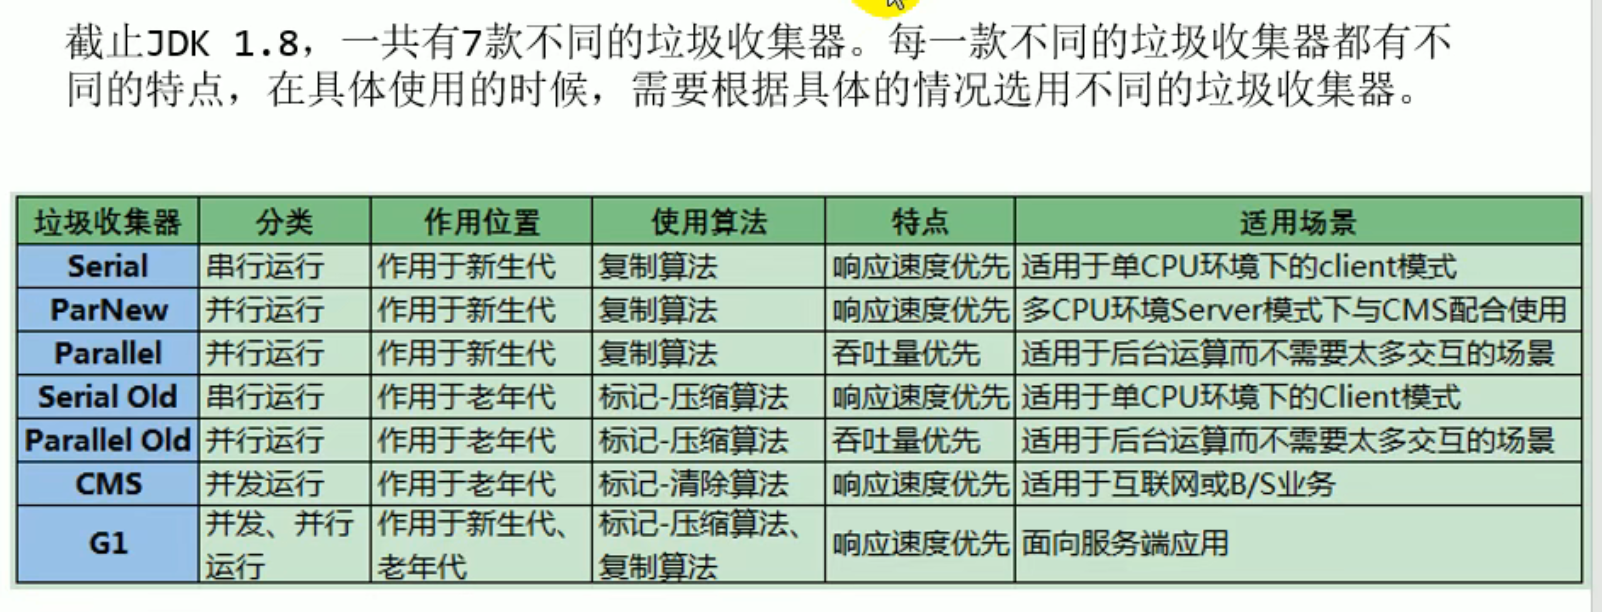 截止JDK 1.8，一共有7款不同的垃圾收集器。每一款不同的垃圾收集器都有不
同的特点，在具体使用的时候，需要根据具体的情况选用不同的垃圾收集器。
垃圾收集器 分类 作用位置 使用算法 特点 适用场景
Serial 串行运行 作用于新生代 复制算法 响应速度优先 适用于单CPU环境下的client模式
ParNew 并行运行 作用于新生代 复制算法 响应速度优先 多CPU环境Server模式下与CMS配合使用
Parallel 并行运行 作用于新生代 复制算法 吞吐量优先 适用于后台运算而不需要太多交互的场景
Serial Old 串行运行 作用于老年代 标记-压缩算法 响应速度优先 适用于单CPU环境下的Client模式
Parallel Old 并行运行 作用于老年代 标记-压缩算法 吞吐量优先 适用于后台运算而不需要太多交互的场景
CMS 并发运行 作用于老年代 标记-清除算法 响应速度优先 适用于互联网或B/S业务
G1 并发、并行 作用于新生代、 标记-压缩算法、 响应速度优先 面向服务端应用
运行 老年代 复制算法